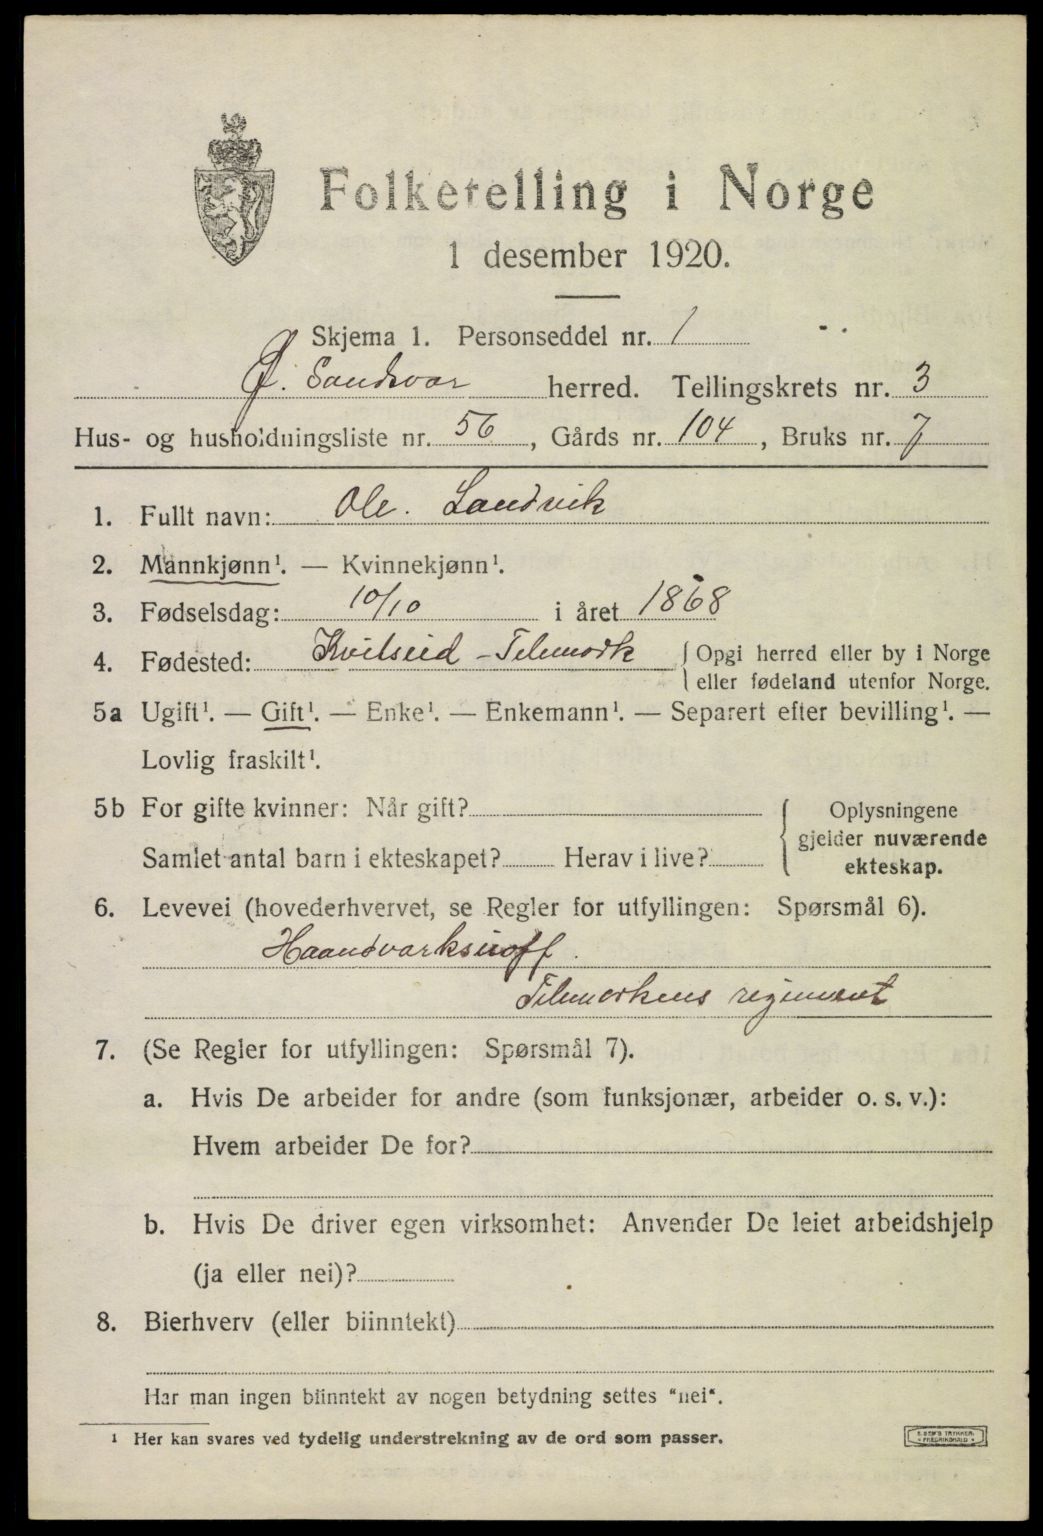 Folketelling i Norge
1 desember 1920.
Skjema 1. Personseddel nr. 1
Ø. Sandsvær herred. Tellingskrets nr. 3
Hus- og husholdningsliste nr. 56, Gårds nr. 104, Bruks nr. 7
1. Fullt navn: Ole. Landvik
2. Mannkjønn¹. — Kvinnekjønn¹.
3. Fødselsdag: 10/10 i året 1868
4. Fødested: Kvitseid - Telemark { Opgi herred eller by i Norge
eller fødeland utenfor Norge.
5a Ugift¹. — Gift¹. — Enke¹. — Enkemann¹. — Separert efter bevilling¹. —
Lovlig fraskilt¹.
5b For gifte kvinner: Når gift?
Samlet antal barn i ekteskapet? Herav i live?
{ Oplysningene
gjelder nuværende
ekteskap.
6. Levevei (hovederhvervet, se Regler for utfyllingen: Spørsmål 6).
Haandvarksuoff.
Telemarkens regiment
7. (Se Regler for utfyllingen: Spørsmål 7).
a. Hvis De arbeider for andre (som funksjonær, arbeider o. s. v.):
Hvem arbeider De for?
b. Hvis De driver egen virksomhet: Anvender De leiet arbeidshjelp
(ja eller nei)?
8. Bierhverv (eller biinntekt)
Har man ingen biinntekt av nogen betydning settes "nei".
¹ Her kan svares ved tydelig understrekning av de ord som passer.